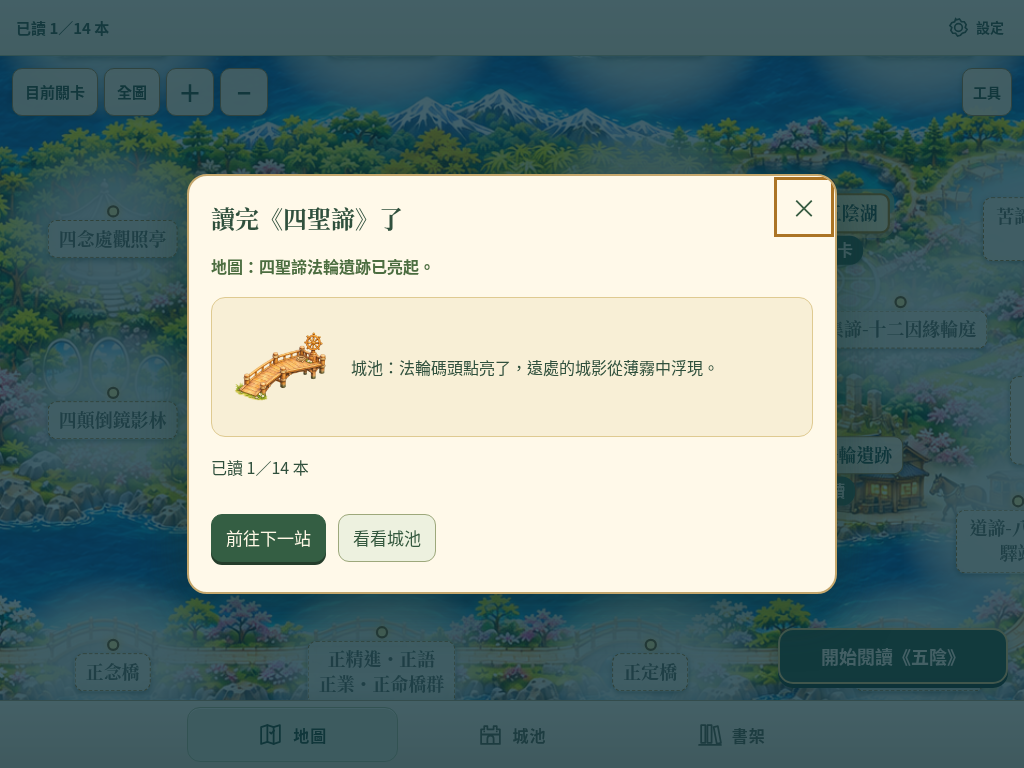 已讀 1／14 本
設定
目前關卡
全圖
工具
四念處觀照亭
陰湖
卡
讀完《四聖諦》了
地圖：四聖諦法輪遺跡已亮起。
城池：法輪碼頭點亮了，遠處的城影從薄霧中浮現。
諦-十二因緣輪庭
四顛倒鏡影林
輪遺跡
已讀 1／14 本
前往下一站
看看城池
道諦-八
正念橋
正精進・正語
正業・正命橋群
正定橋
開始閱讀《五陰》
地圖
城池
書架